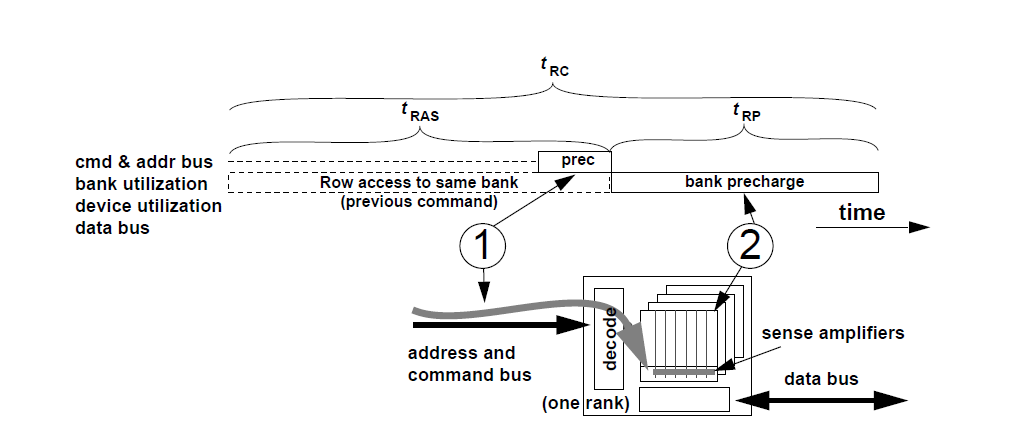 t RC
t RAS
t RP
cmd & addr bus
prec
bank utilization
Row access to same bank
bank precharge
device utilization
(previous command)
data bus
time
1
2
decode
sense amplifiers
address and
command bus
data bus
(one rank)